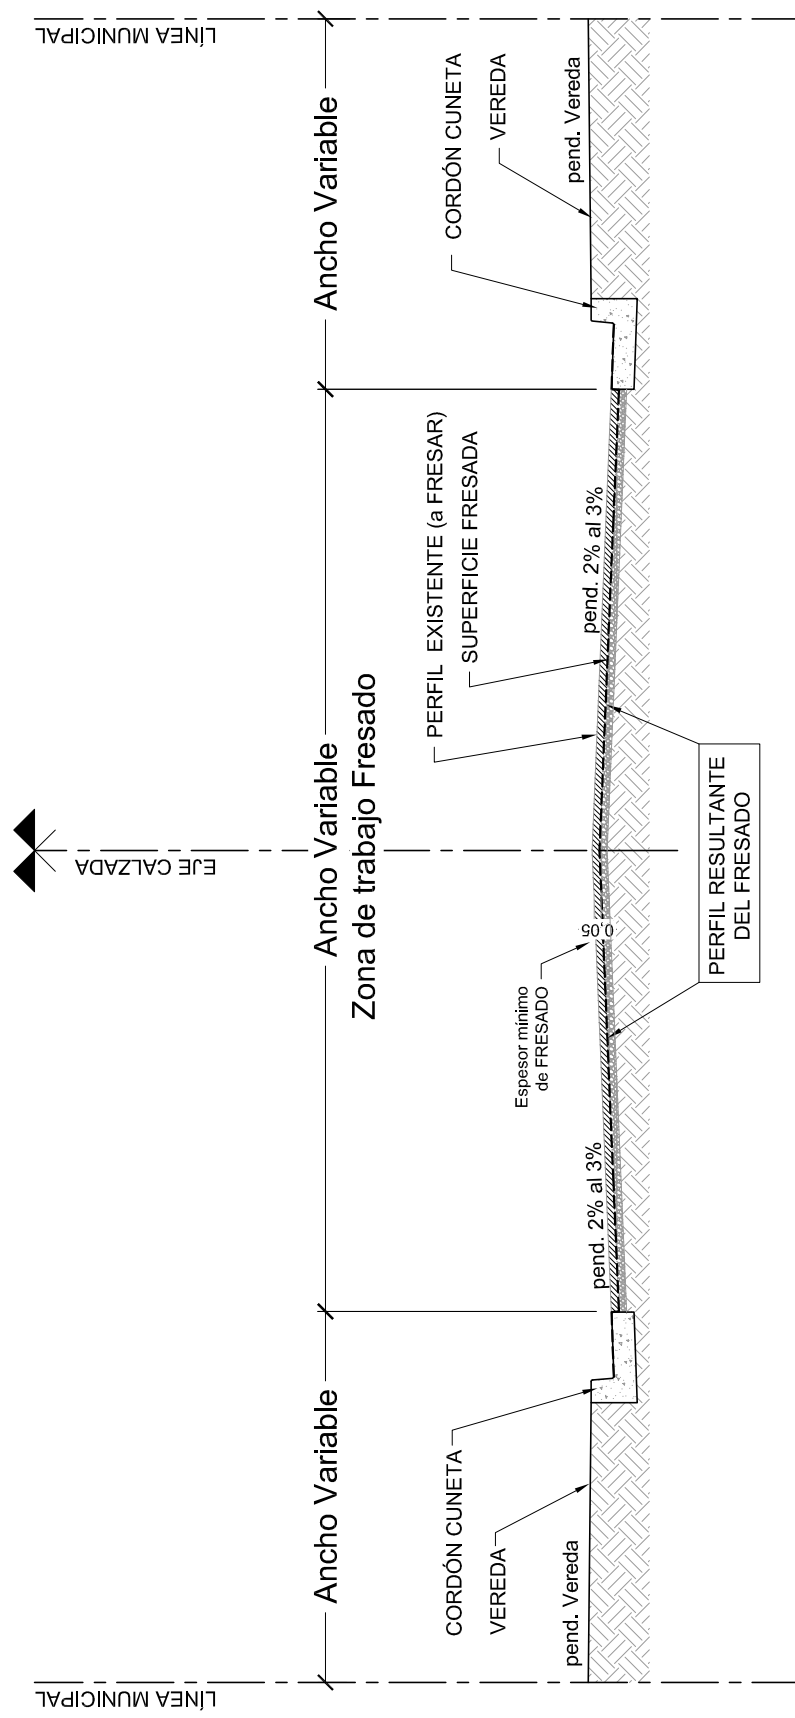 LÍNEA MUNICIPAL
EJE CALZADA
LÍNEA MUNICIPAL
Ancho Variable
Ancho Variable
Ancho Variable
Zona de trabajo Fresado
PERFIL EXISTENTE (a FRESAR)
SUPERFICIE FRESADA
CORDÓN CUNETA
VEREDA
CORDÓN CUNETA
VEREDA
Espesor mínimo
de FRESADO
0,05
pend. Vereda
pend. 2% al 3%
pend. 2% al 3%
pend. Vereda
PERFIL RESULTANTE
DEL FRESADO